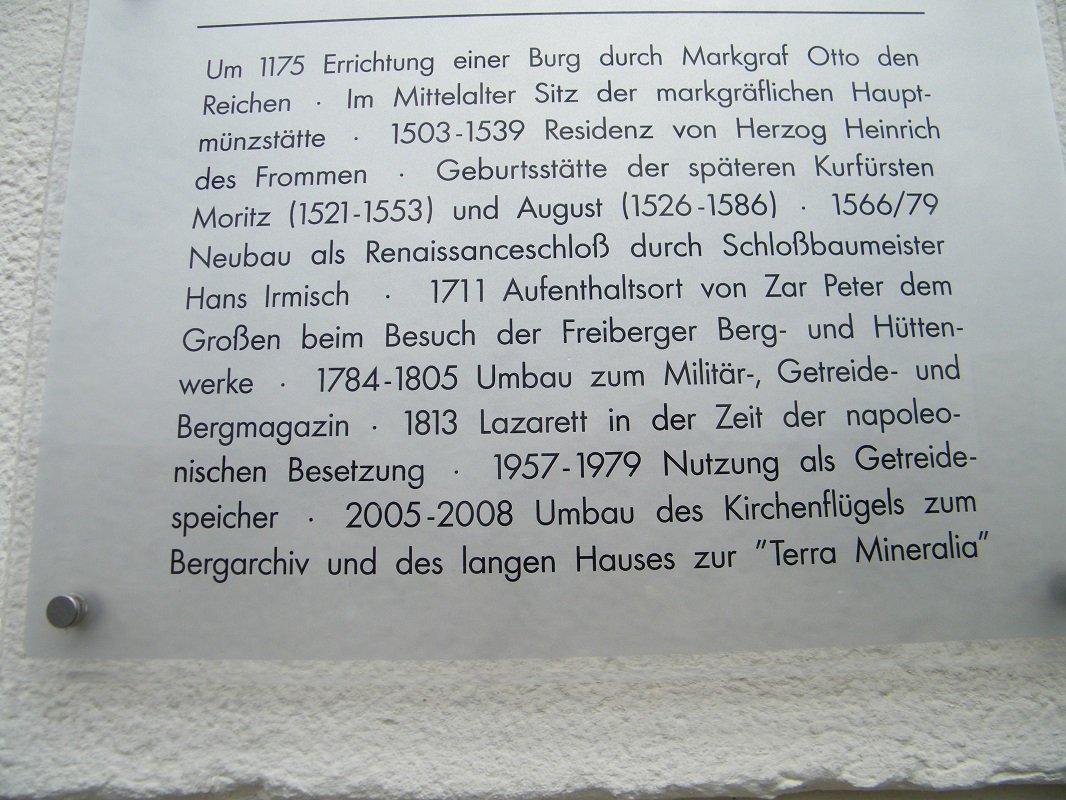 Um 1175 Errichtung einer Burg durch Markgraf Otto den
Reichen · Im Mittelalter Sitz der markgräflichen Haupt-
münzstätte · 1503-1539 Residenz von Herzog Heinrich
des Frommen · Geburtsstätte der späteren Kurfürsten
Moritz (1521-1553) und August (1526-1586) · 1566/79
Neubau als Renaissanceschloß durch Schloßbaumeister
Hans Irmisch · 1711 Aufenthaltsort von Zar Peter dem
Großen beim Besuch der Freiberger Berg- und Hütten-
werke · 1784-1805 Umbau zum Militär-, Getreide- und
Bergmagazin · 1813 Lazarett in der Zeit der napoleo-
nischen Besetzung · 1957-1979 Nutzung als Getreide-
speicher · 2005-2008 Umbau des Kirchenflügels zum
Bergarchiv und des langen Hauses zur "Terra Mineralia"